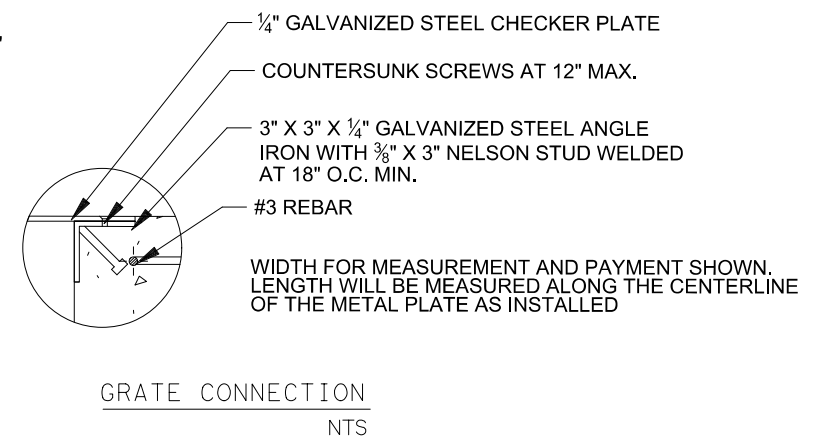 ¼" GALVANIZED STEEL CHECKER PLATE
COUNTERSUNK SCREWS AT 12" MAX.
3" X 3" X ¼" GALVANIZED STEEL ANGLE
IRON WITH ⅜" X 3" NELSON STUD WELDED
AT 18" O.C. MIN.
#3 REBAR
WIDTH FOR MEASUREMENT AND PAYMENT SHOWN.
LENGTH WILL BE MEASURED ALONG THE CENTERLINE
OF THE METAL PLATE AS INSTALLED
GRATE CONNECTION
NTS